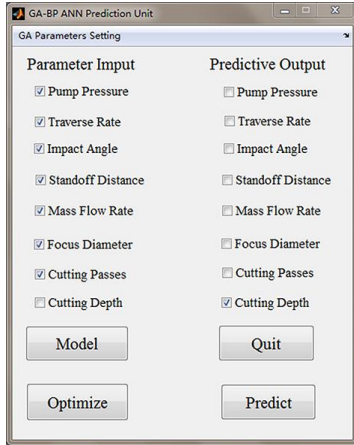 GA-BP ANN Prediction Unit
GA Parameters Setting
Parameter Imput Predictive Output
Pump Pressure Pump Pressure
Traverse Rate Traverse Rate
Impact Angle Impact Angle
Standoff Distance Standoff Distance
Mass Flow Rate Mass Flow Rate
Focus Diameter Focus Diameter
Cutting Passes Cutting Passes
Cutting Depth Cutting Depth
Model Quit
Optimize Predict